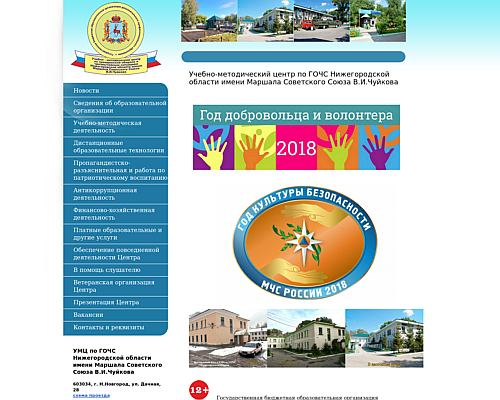 Новости
Сведения об образовательной
организации
Учебно-методическая
деятельность
Дистанционные
образовательные технологии
Пропагандистско-
разъяснительная и работа по
патриотическому воспитанию
Антикоррупционная
деятельность
Финансово-хозяйственная
деятельность
Платные образовательные и
другие услуги
Обеспечение повседневной
деятельности Центра
В помощь слушателю
Ветеранская организация
Центра
Презентация Центра
Вакансии
Контакты и реквизиты
УМЦ по ГОЧС
Нижегородской области
имени Маршала Советского
Союза В.И.Чуйкова
603034, г. Н.Новгород, ул. Дачная,
28
схема проезда
Учебно-методический центр по ГОЧС Нижегородской
области имени Маршала Советского Союза В.И.Чуйкова
Год добровольца и волонтера
2018
ГОД КУЛЬТУРЫ БЕЗОПАСНОСТИ
МЧС РОССИИ 2018
12+
Государственная бюджетная образовательная организация